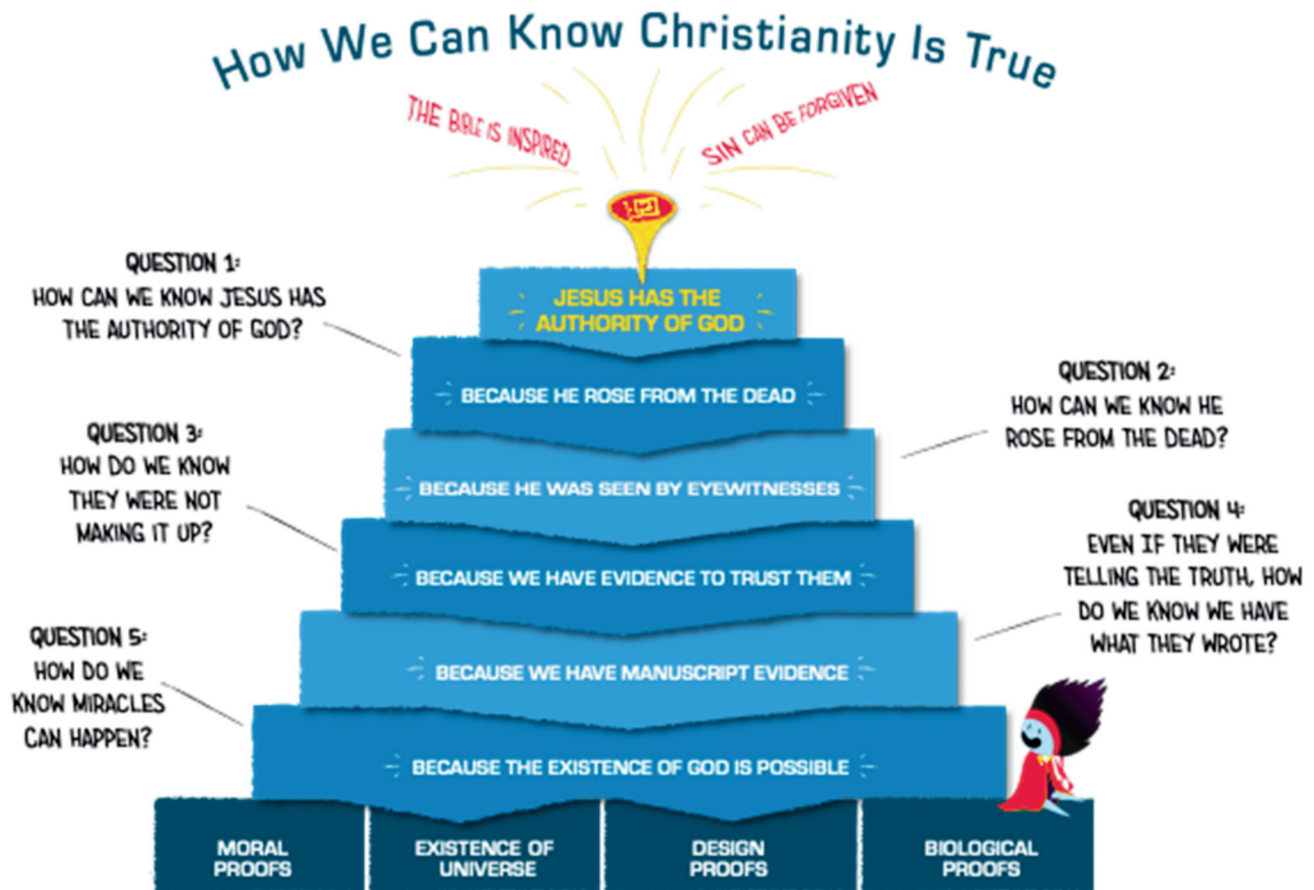 How We Can Know Christianity Is True
THE BIBLE IS INSPIRED
SIN CAN BE FORGIVEN
QUESTION 1:
HOW CAN WE KNOW JESUS HAS
THE AUTHORITY OF GOD?
JESUS HAS THE
AUTHORITY OF GOD
BECAUSE HE ROSE FROM THE DEAD
QUESTION 2:
HOW CAN WE KNOW HE
ROSE FROM THE DEAD?
BECAUSE HE WAS SEEN BY EYEWITNESSES
QUESTION 3:
HOW DO WE KNOW
THEY WERE NOT
MAKING IT UP?
BECAUSE WE HAVE EVIDENCE TO TRUST THEM
QUESTION 4:
EVEN IF THEY WERE
TELLING THE TRUTH, HOW
DO WE KNOW WE HAVE
WHAT THEY WROTE?
BECAUSE WE HAVE MANUSCRIPT EVIDENCE
QUESTION 5:
HOW DO WE
KNOW MIRACLES
CAN HAPPEN?
BECAUSE THE EXISTENCE OF GOD IS POSSIBLE
MORAL
PROOFS
EXISTENCE OF
UNIVERSE
DESIGN
PROOFS
BIOLOGICAL
PROOFS